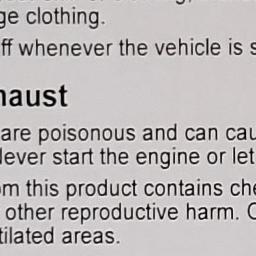 ge clothing.
ff whenever the vehicle is s
haust
are poisonous and can cau
Never start the engine or let
om this product contains che
other reproductive harm. C
tilated areas.